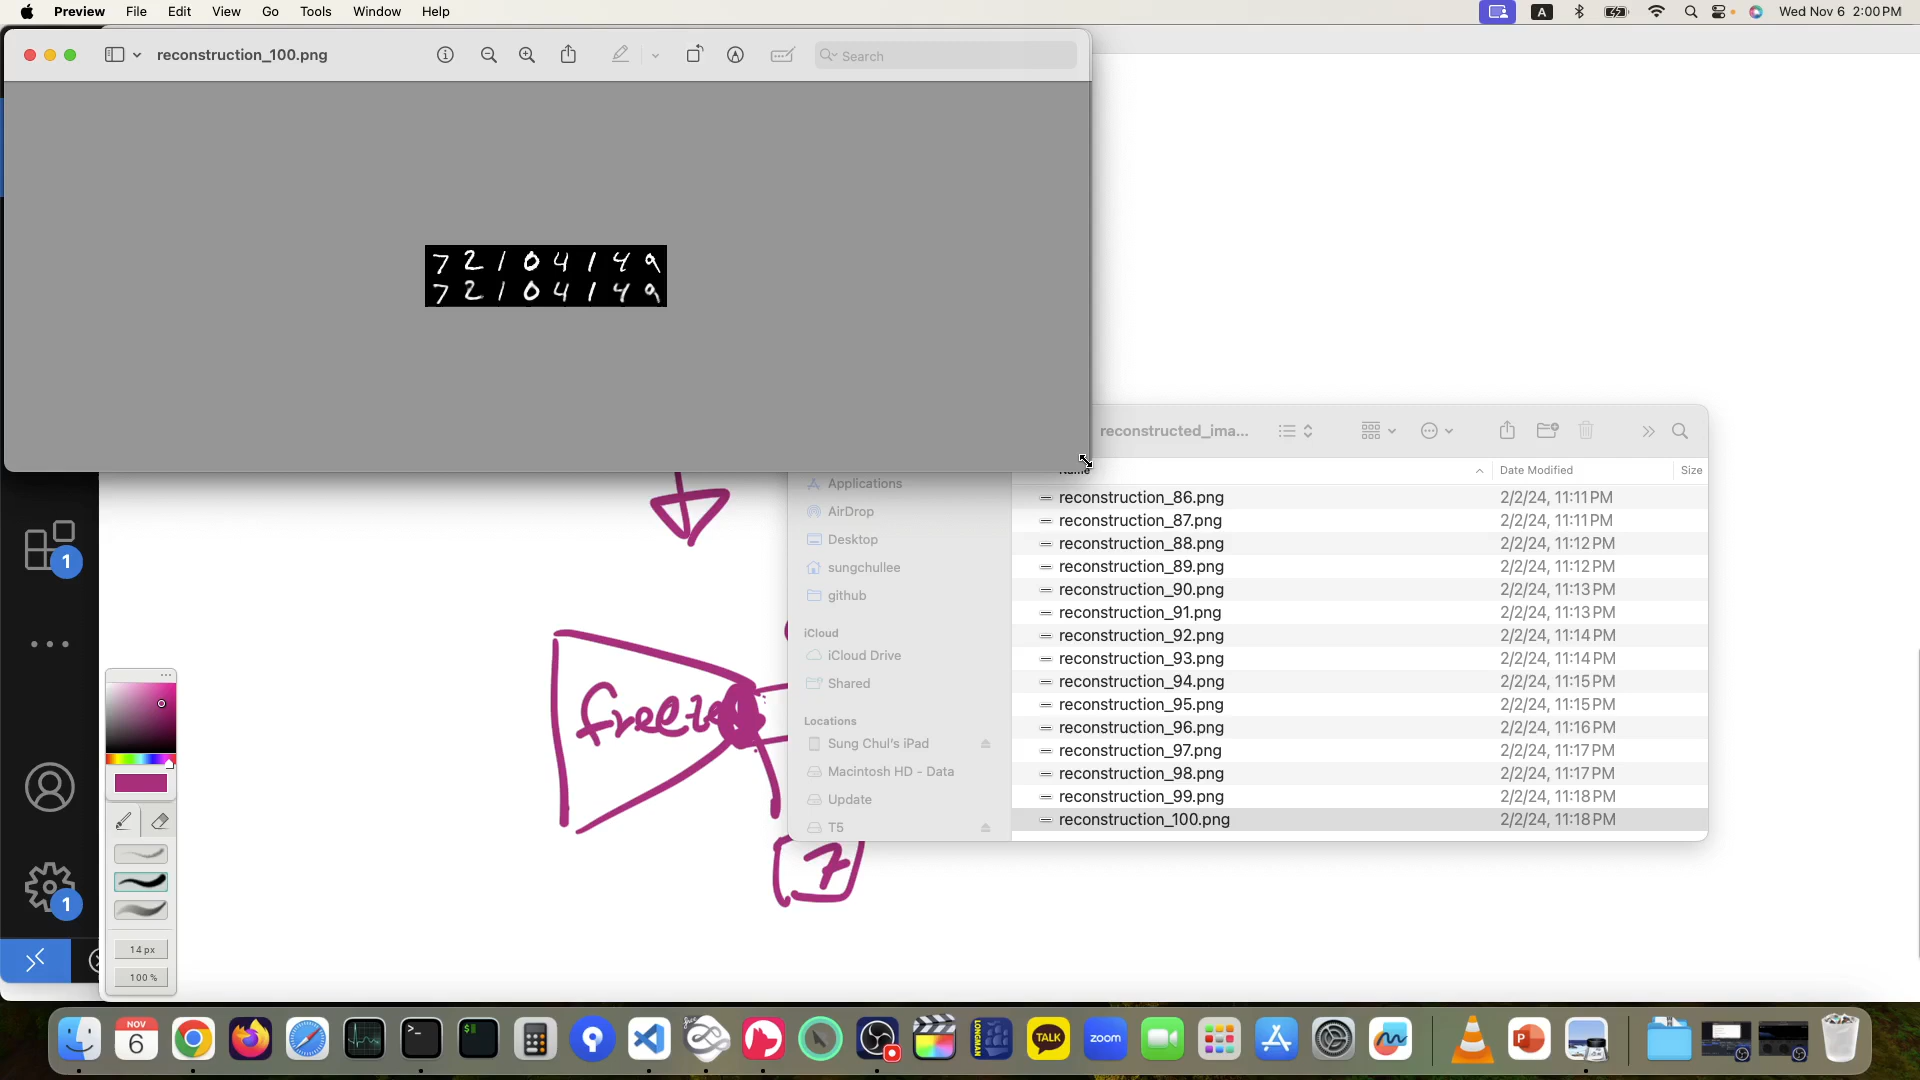 Preview File Edit View Go Tools Window Help
A
Wed Nov 6 2:00 PM
reconstruction_100.png
Search
7 2 1 0 4 1 4 9
7 2 1 0 4 1 4 9
reconstructed_ima...
Name Date Modified Size
Applications
AirDrop
Desktop
sungchullee
github
iCloud
iCloud Drive
Shared
Locations
Sung Chul's iPad
Macintosh HD - Data
Update
T5
reconstruction_86.png 2/2/24, 11:11 PM
reconstruction_87.png 2/2/24, 11:11 PM
reconstruction_88.png 2/2/24, 11:12 PM
reconstruction_89.png 2/2/24, 11:12 PM
reconstruction_90.png 2/2/24, 11:13 PM
reconstruction_91.png 2/2/24, 11:13 PM
reconstruction_92.png 2/2/24, 11:14 PM
reconstruction_93.png 2/2/24, 11:14 PM
reconstruction_94.png 2/2/24, 11:15 PM
reconstruction_95.png 2/2/24, 11:15 PM
reconstruction_96.png 2/2/24, 11:16 PM
reconstruction_97.png 2/2/24, 11:17 PM
reconstruction_98.png 2/2/24, 11:17 PM
reconstruction_99.png 2/2/24, 11:18 PM
reconstruction_100.png 2/2/24, 11:18 PM
1
1
14 px
100 %
7
NOV
6
LONGMAN
TALK
zoom
P